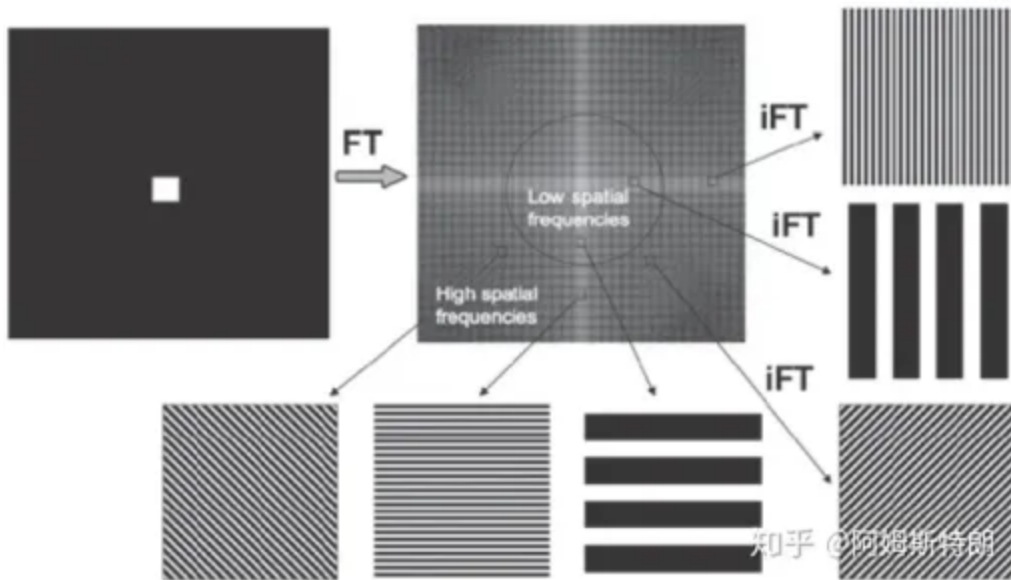 FT
iFT
iFT
Low spatial
frequencies
High spatial
frequencies
iFT
知乎 @阿姆斯特朗